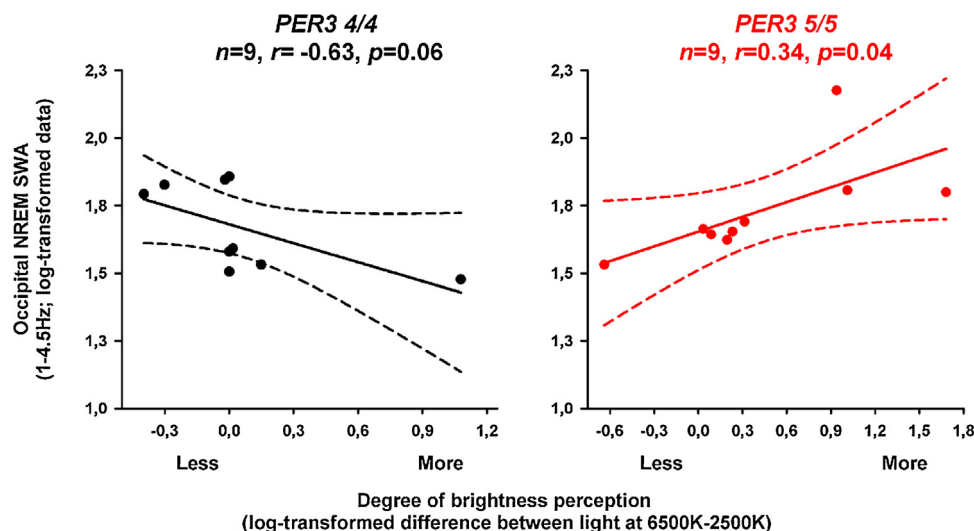 PER3 4/4
n=9, r= -0.63, p=0.06
PER3 5/5
n=9, r=0.34, p=0.04
Occipital NREM SWA
(1-4.5Hz; log-transformed data)
2,3
2,0
1,8
1,5
1,3
1,0
-0,3 0,0 0,3 0,6 0,9 1,2
Less More
2,3
2,0
1,8
1,5
1,3
1,0
-0,6 -0,3 0,0 0,3 0,6 0,9 1,2 1,5 1,8
Less More
Degree of brightness perception
(log-transformed difference between light at 6500K-2500K)